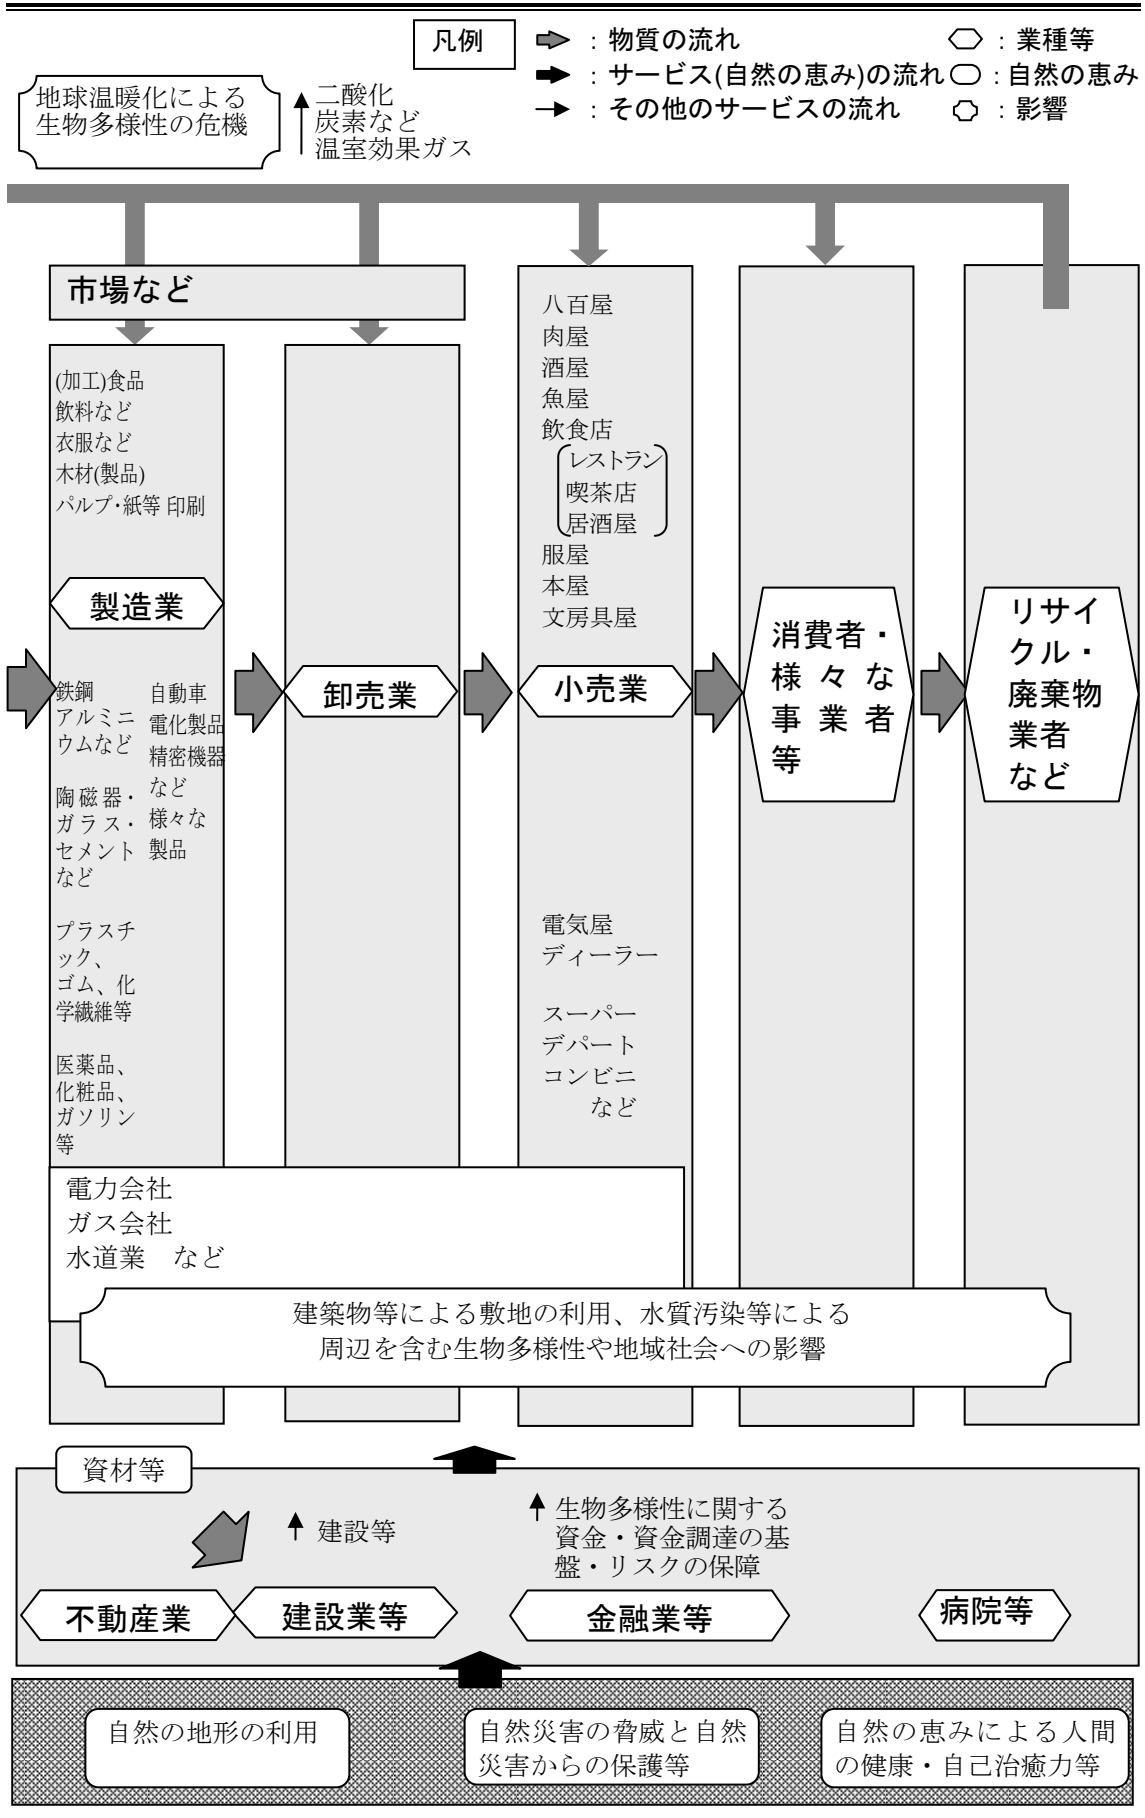 凡例
：物質の流れ
：業種等
：サービス(自然の恵み)の流れ
：自然の恵み
：その他のサービスの流れ
：影響
地球温暖化による
生物多様性の危機
二酸化
炭素など
温室効果ガス
市場など
(加工)食品
飲料など
衣服など
木材(製品)
パルプ・紙等 印刷
製造業
鉄鋼
アルミニ
ウムなど
陶磁器・
ガラス・
セメント
など
自動車
電化製品
精密機器
など
様々な
製品
プラスチ
ック、
ゴム、化
学繊維等
医薬品、
化粧品、
ガソリン
等
卸売業
八百屋
肉屋
酒屋
魚屋
飲食店
レストラン
喫茶店
居酒屋
服屋
本屋
文房具屋
小売業
電気屋
ディーラー
スーパー
デパート
コンビニ
など
消費者・
様々な
事業者
等
リサイ
クル・
廃棄物
業者
など
電力会社
ガス会社
水道業　など
建築物等による敷地の利用、水質汚染等による
周辺を含む生物多様性や地域社会への影響
資材等
建設等
生物多様性に関する
資金・資金調達の基
盤・リスクの保障
不動産業
建設業等
金融業等
病院等
自然の地形の利用
自然災害の脅威と自然
災害からの保護等
自然の恵みによる人間
の健康・自己治癒力等